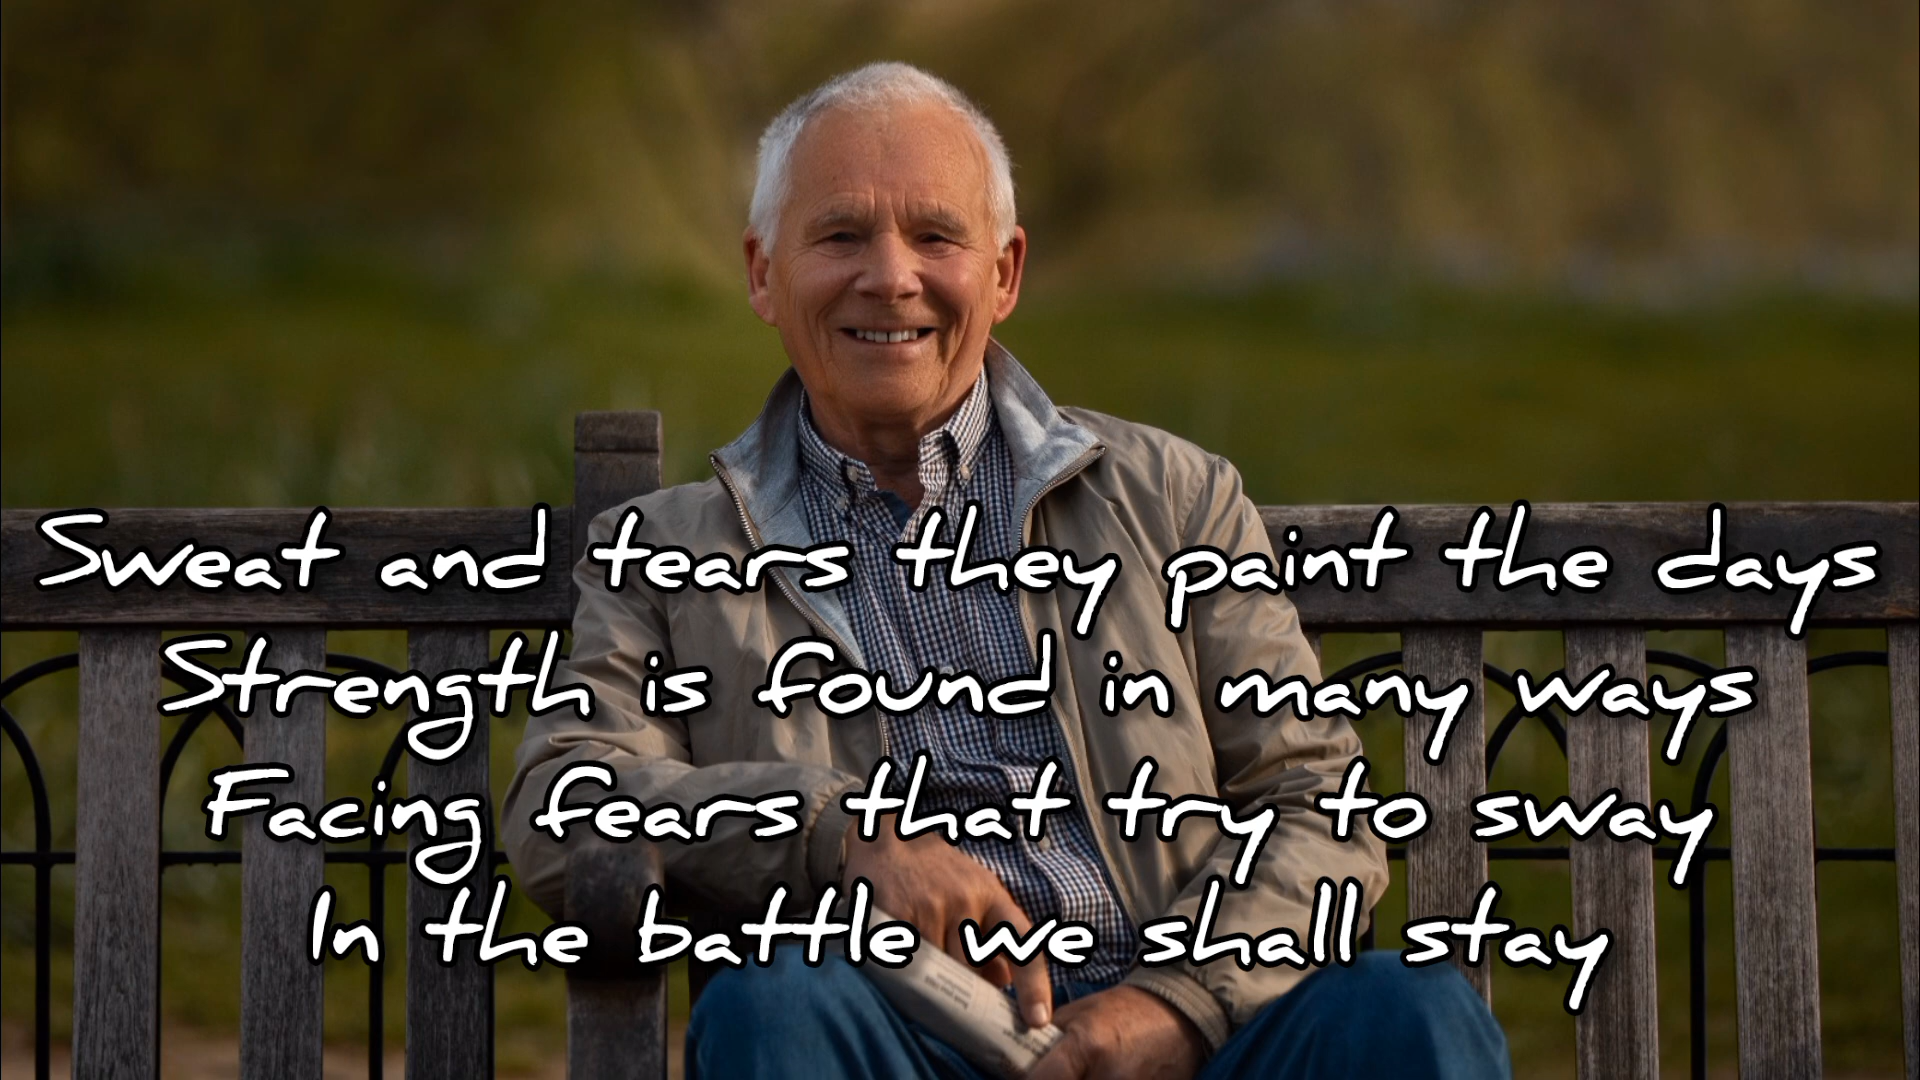 Sweat and tears they paint the days
Strength is found in many ways
Facing fears that try to sway
In the battle we shall stay